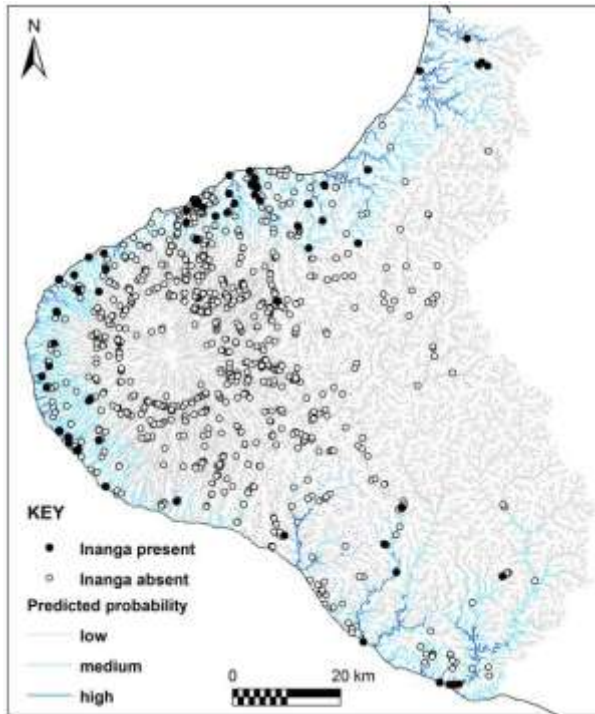 N
KEY
Inanga present
Inanga absent
Predicted probability
low
medium
high
0 20 km